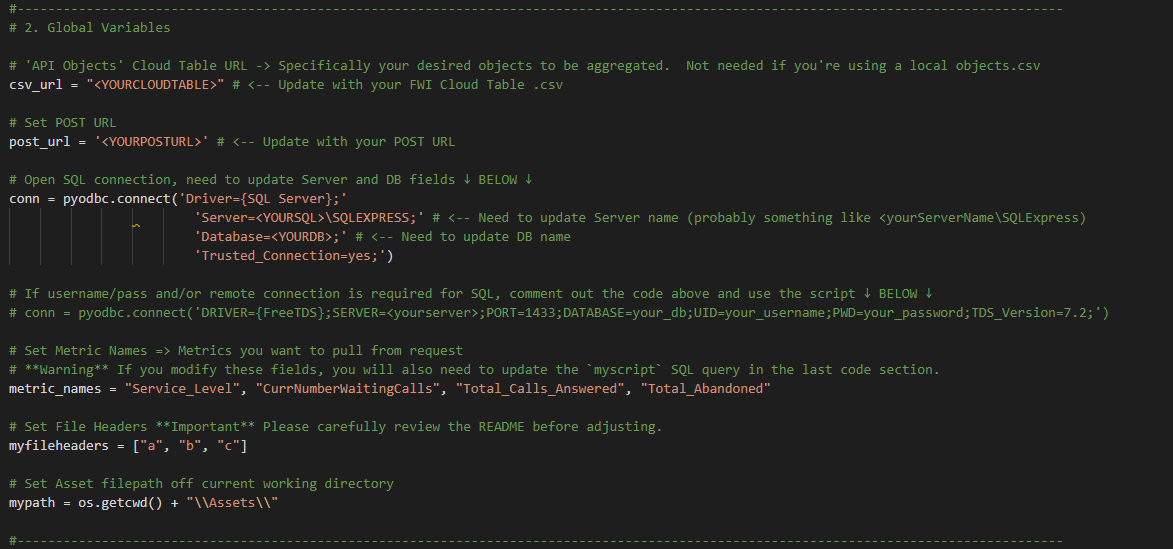 #----------------------------------------------------------------------------------------------------------------------------------------
# 2. Global Variables
# 'API Objects' Cloud Table URL -> Specifically your desired objects to be aggregated.  Not needed if you're using a local objects.csv
csv_url = "<YOURCLOUDTABLE>" # <-- Update with your FWI Cloud Table .csv
# Set POST URL
post_url = '<YOURPOSTURL>' # <-- Update with your POST URL
# Open SQL connection, need to update Server and DB fields ↓ BELOW ↓
conn = pyodbc.connect('Driver={SQL Server};'
                        'Server=<YOURSQL>\SQLEXPRESS;' # <-- Need to update Server name (probably something like <yourServerName\SQLExpress)
                        'Database=<YOURDB>;' # <-- Need to update DB name
                        'Trusted_Connection=yes;')
# If username/pass and/or remote connection is required for SQL, comment out the code above and use the script ↓ BELOW ↓
# conn = pyodbc.connect('DRIVER={FreeTDS};SERVER=<yourserver>;PORT=1433;DATABASE=your_db;UID=your_username;PWD=your_password;TDS_Version=7.2;')
# Set Metric Names => Metrics you want to pull from request
# **Warning** If you modify these fields, you will also need to update the `myscript` SQL query in the last code section.
metric_names = "Service_Level", "CurrNumberWaitingCalls", "Total_Calls_Answered", "Total_Abandoned"
# Set File Headers **Important** Please carefully review the README before adjusting.
myfileheaders = ["a", "b", "c"]
# Set Asset filepath off current working directory
mypath = os.getcwd() + "\\Assets\\"
#----------------------------------------------------------------------------------------------------------------------------------------